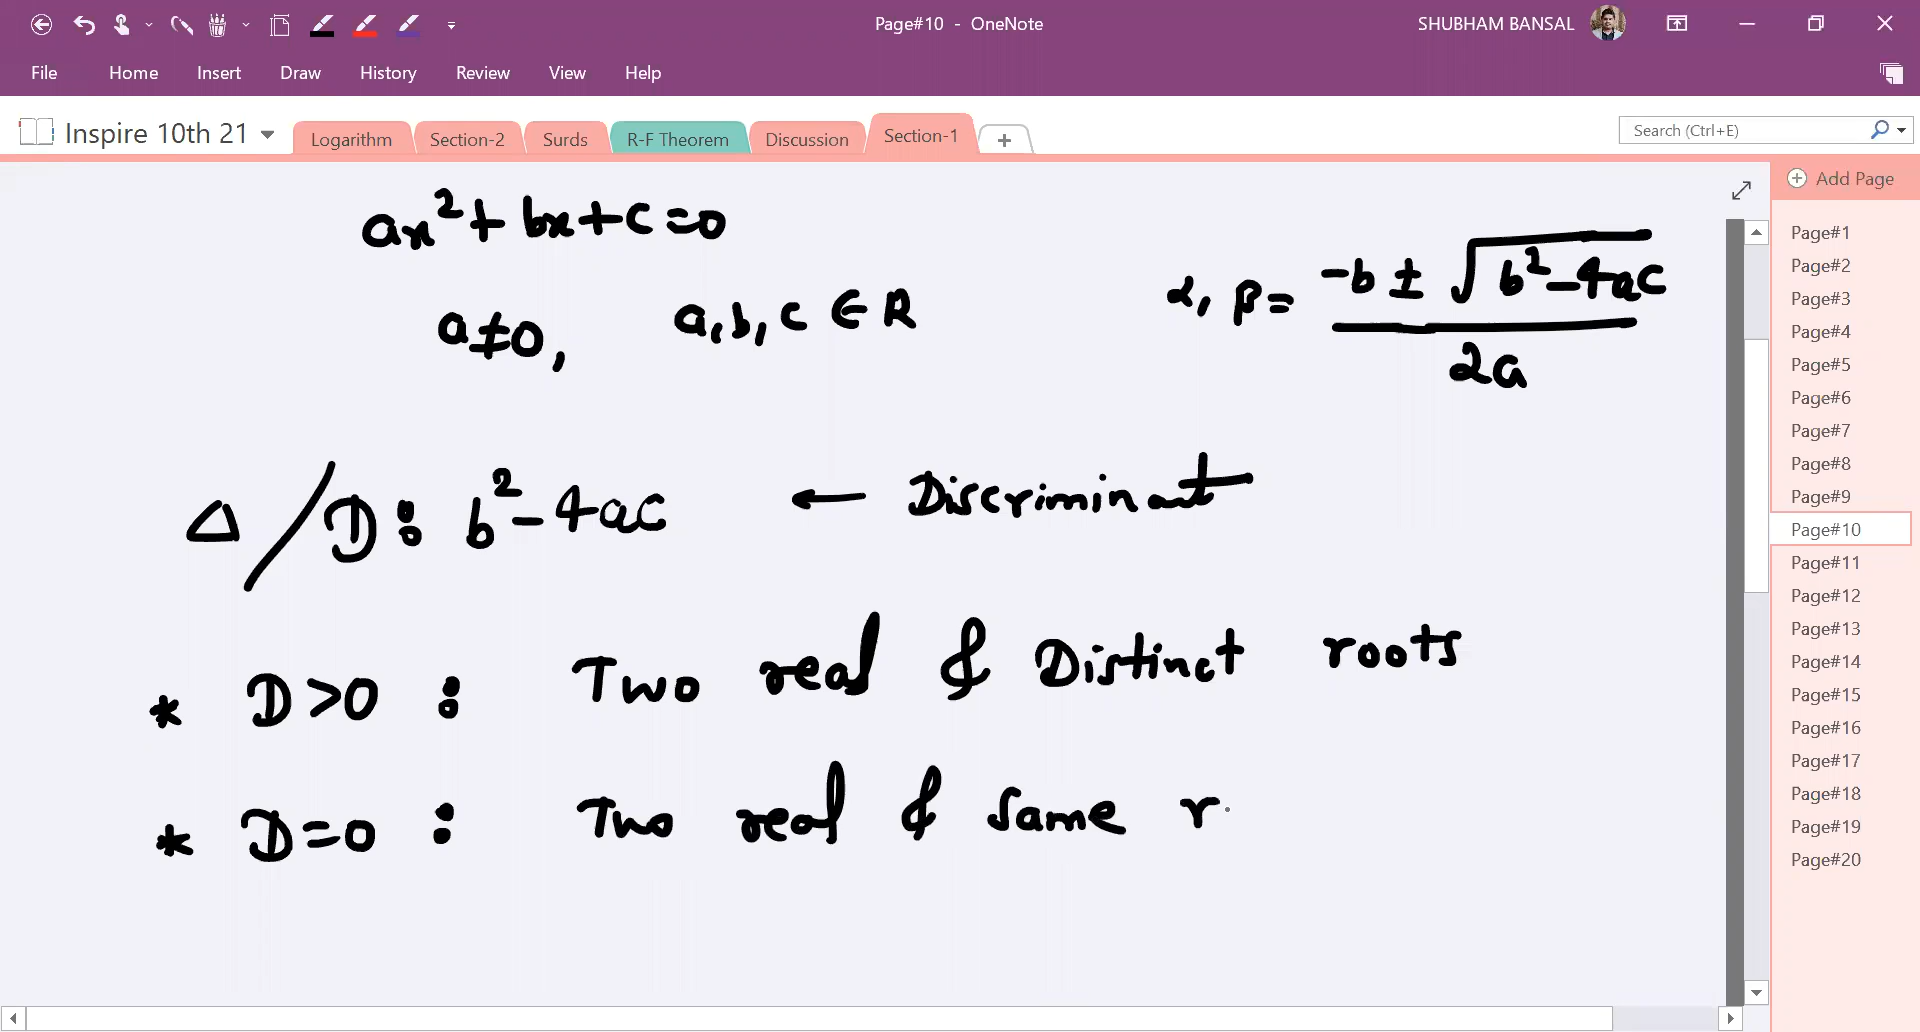 Page#10 - OneNote
SHUBHAM BANSAL
File Home Insert Draw History Review View Help
Inspire 10th 21
Logarithm Section-2 Surds R-F Theorem Discussion Section-1 +
Search (Ctrl+E)
Add Page
ax² + bx + c = 0
a ≠ 0, a, b, c ∈ R
α, β = (-b ± √(b² - 4ac)) / 2a
Δ / D : b² - 4ac ← Discriminant
* D > 0 : Two real & Distinct roots
* D = 0 : Two real & same r
Page#1
Page#2
Page#3
Page#4
Page#5
Page#6
Page#7
Page#8
Page#9
Page#10
Page#11
Page#12
Page#13
Page#14
Page#15
Page#16
Page#17
Page#18
Page#19
Page#20